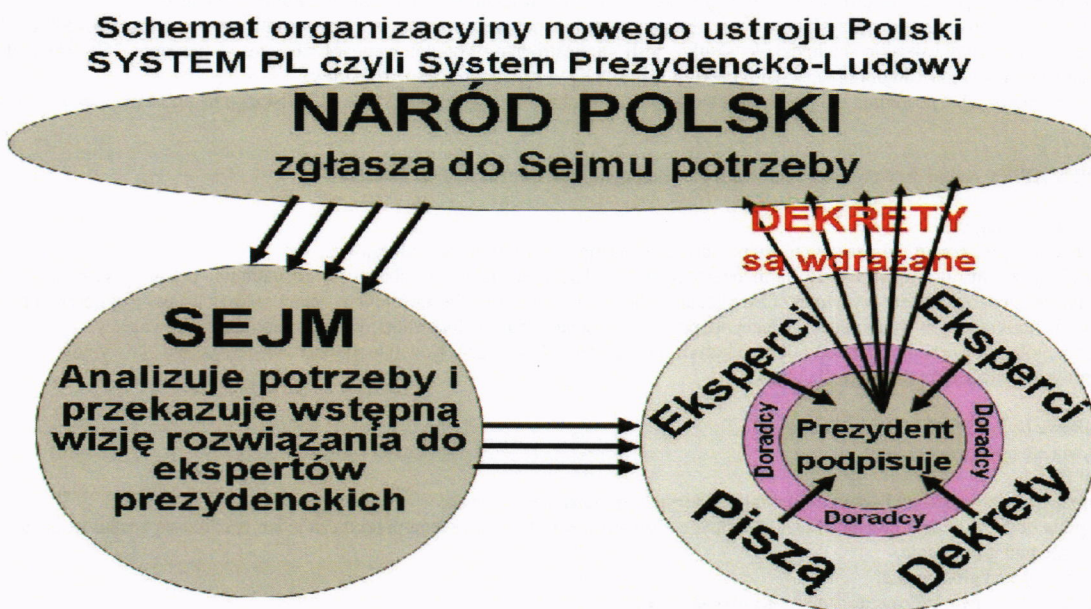 Schemat organizacyjny nowego ustroju Polski
SYSTEM PL czyli System Prezydencko-Ludowy
NARÓD POLSKI
zgłasza do Sejmu potrzeby
DEKRETY
są wdrażane
SEJM
Analizuje potrzeby i
przekazuje wstępną
wizję rozwiązania do
ekspertów
prezydenckich
Eksperci
Eksperci
Doradcy
Prezydent
podpisuje
Doradcy
Doradcy
Piszą
Dekrety